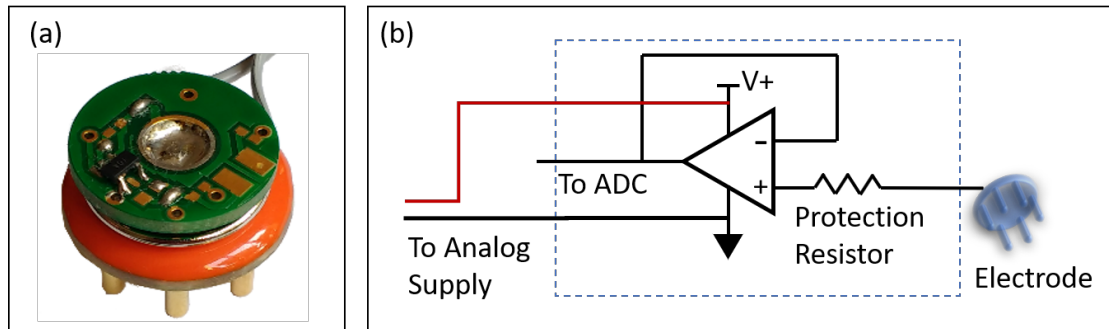 (a)
(b)
V+
-
+
To ADC
Protection
Resistor
To Analog
Supply
Electrode